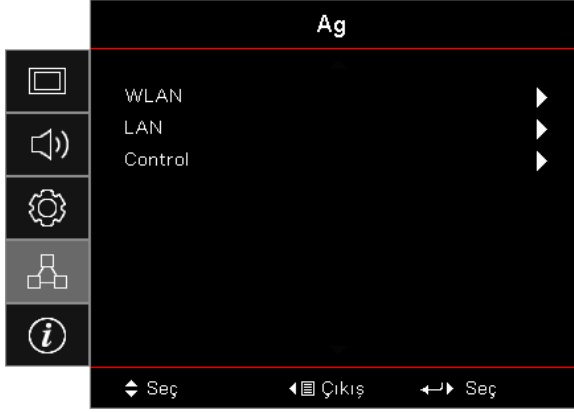 Ag
WLAN
LAN
Control
Seç
Çıkış
Seç